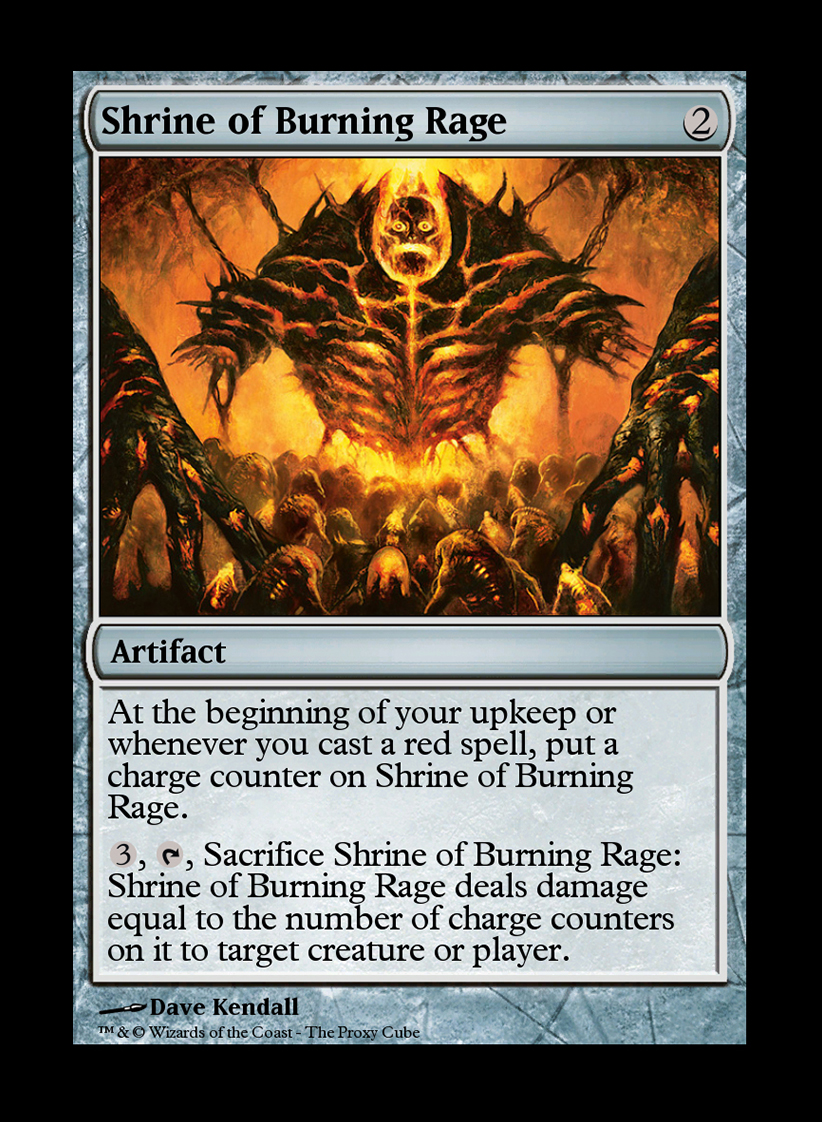 Shrine of Burning Rage 2
Artifact
At the beginning of your upkeep or
whenever you cast a red spell, put a
charge counter on Shrine of Burning
Rage.
3, , Sacrifice Shrine of Burning Rage:
Shrine of Burning Rage deals damage
equal to the number of charge counters
on it to target creature or player.
Dave Kendall
™ & © Wizards of the Coast - The Proxy Cube